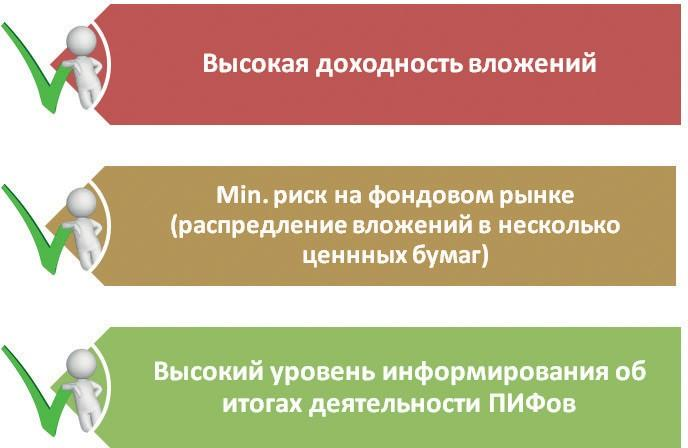 Высокая доходность вложений
Min. риск на фондовом рынке
(распредление вложений в несколько
ценнных бумаг)
Высокий уровень информирования об
итогах деятельности ПИФов